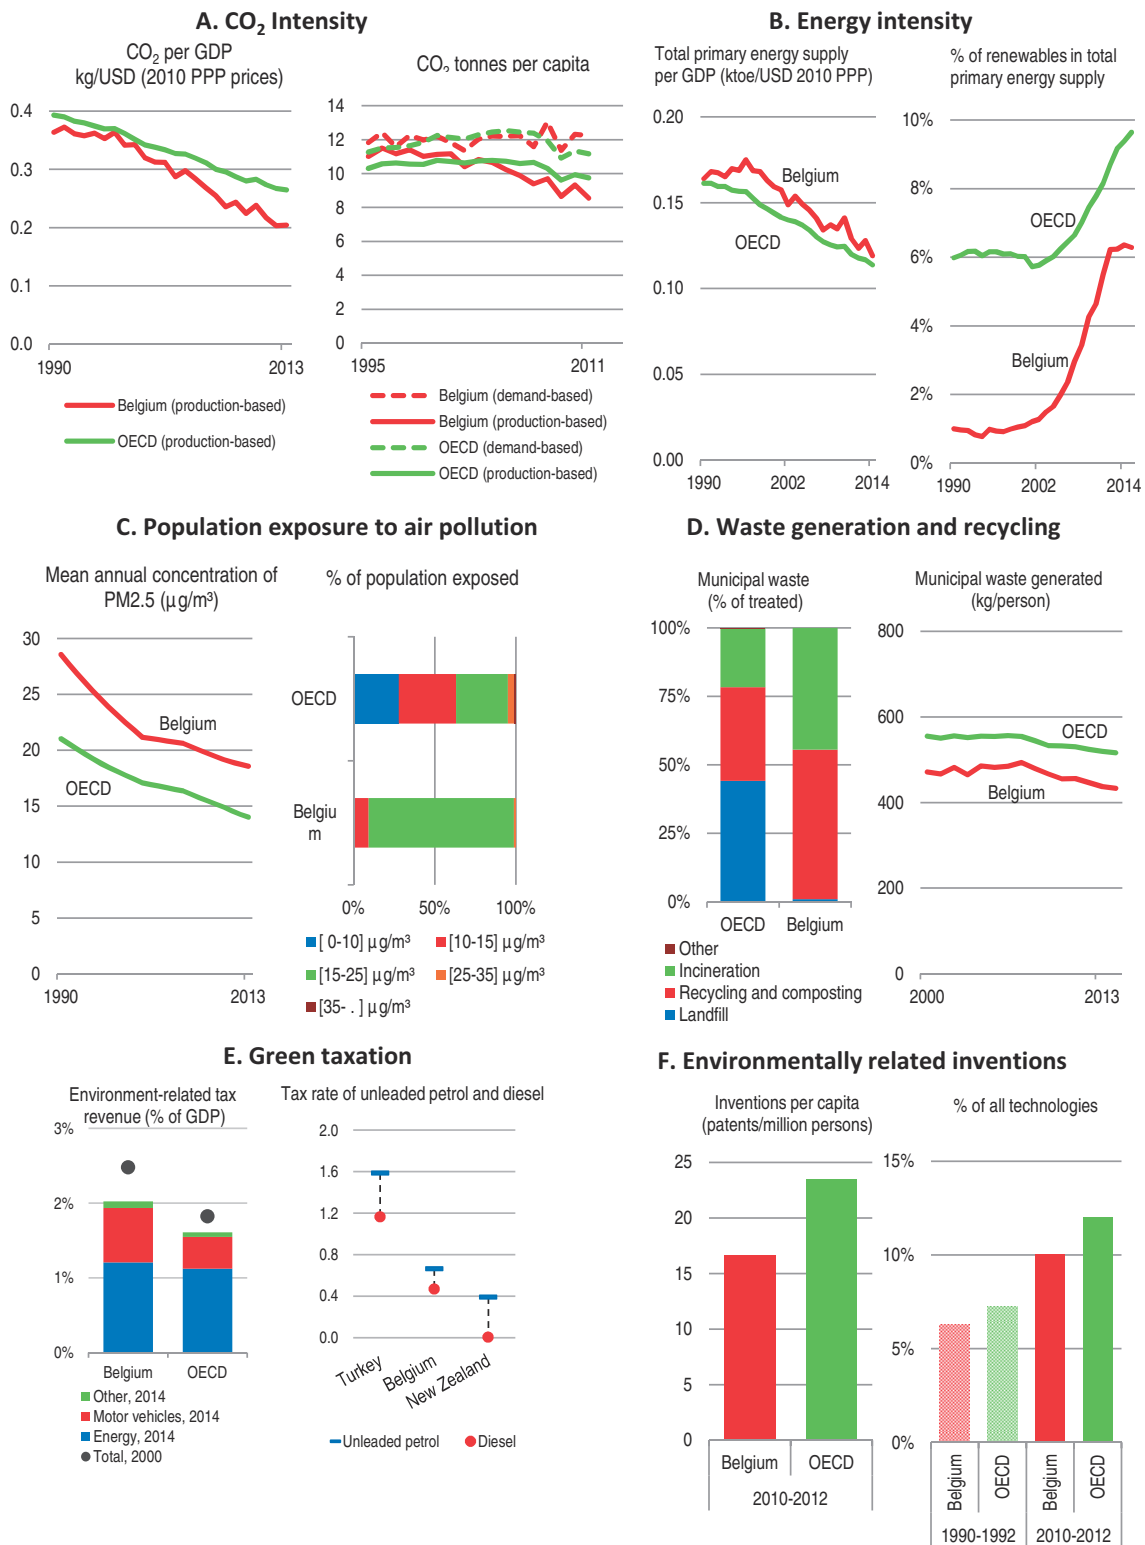 A. CO₂ Intensity
CO₂ per GDP
kg/USD (2010 PPP prices)
0.4
0.3
0.2
0.1
0.0
1990
2013
Belgium (production-based)
OECD (production-based)
CO₂ tonnes per capita
14
12
10
8
6
4
2
0
1995
2011
Belgium (demand-based)
Belgium (production-based)
OECD (demand-based)
OECD (production-based)
B. Energy intensity
Total primary energy supply
per GDP (ktoe/USD 2010 PPP)
0.20
0.15
0.10
0.05
0.00
Belgium
OECD
1990
2002
2014
% of renewables in total
primary energy supply
10%
8%
6%
4%
2%
0%
OECD
Belgium
1990
2002
2014
C. Population exposure to air pollution
Mean annual concentration of
PM2.5 (µg/m³)
30
25
20
15
10
5
0
Belgium
OECD
1990
2013
% of population exposed
OECD
Belgiu
m
0%
50%
100%
[ 0-10] µg/m³
[10-15] µg/m³
[15-25] µg/m³
[25-35] µg/m³
[35- . ] µg/m³
D. Waste generation and recycling
Municipal waste
(% of treated)
100%
75%
50%
25%
0%
OECD
Belgium
Other
Incineration
Recycling and composting
Landfill
Municipal waste generated
(kg/person)
800
600
400
200
0
OECD
Belgium
2000
2013
E. Green taxation
Environment-related tax
revenue (% of GDP)
3%
2%
1%
0%
Belgium
OECD
Other, 2014
Motor vehicles, 2014
Energy, 2014
Total, 2000
Tax rate of unleaded petrol and diesel
2.0
1.6
1.2
0.8
0.4
0.0
Turkey
Belgium
New Zealand
Unleaded petrol
Diesel
F. Environmentally related inventions
Inventions per capita
(patents/million persons)
25
20
15
10
5
0
Belgium
OECD
2010-2012
% of all technologies
15%
10%
5%
0%
Belgium
OECD
Belgium
OECD
1990-1992
2010-2012